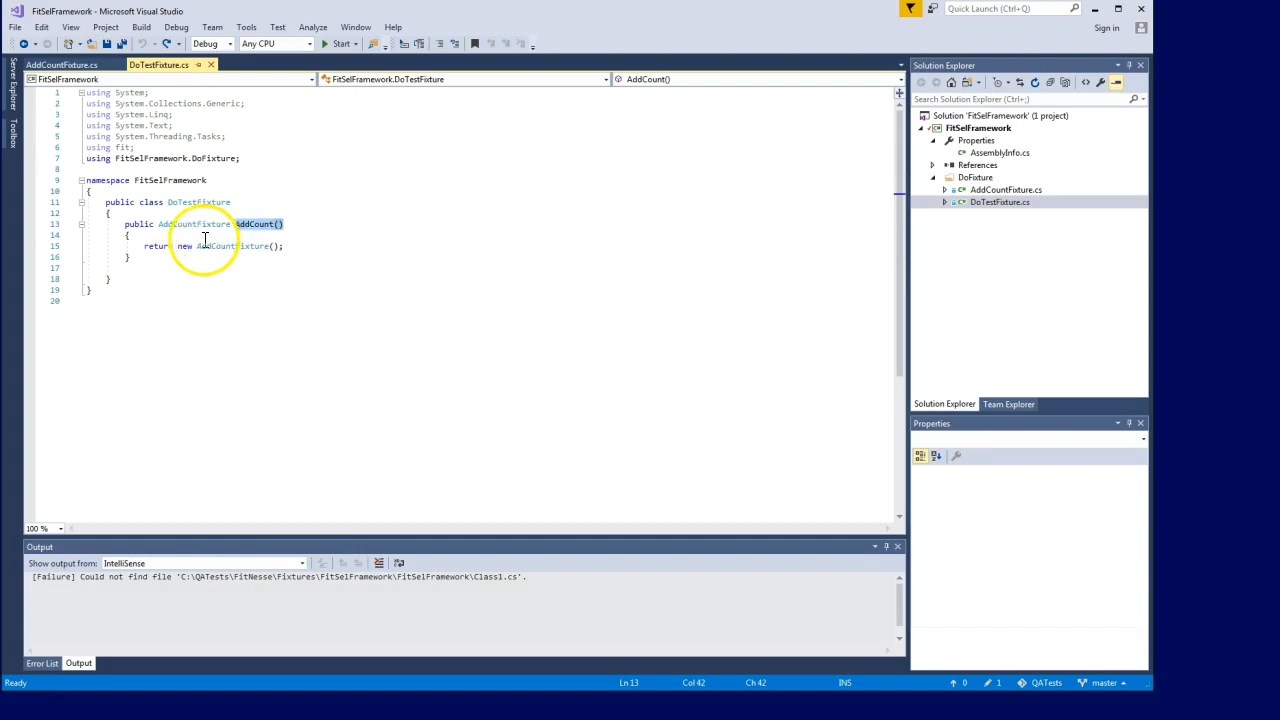 FitSelFramework - Microsoft Visual Studio
Quick Launch (Ctrl+Q)
File Edit View Project Build Debug Team Tools Test Analyze Window Help
Sign in
Debug Any CPU Start
Server Explorer
Toolbox
AddCountFixture.cs DoTestFixture.cs
FitSelFramework FitSelFramework.DoTestFixture AddCount()
1 using System;
2 using System.Collections.Generic;
3 using System.Linq;
4 using System.Text;
5 using System.Threading.Tasks;
6 using fit;
7 using FitSelFramework.DoFixture;
8
9 namespace FitSelFramework
10 {
11 public class DoTestFixture
12 {
13 public AddCountFixture AddCount()
14 {
15 return new AddCountFixture();
16 }
17
18 }
19 }
20
100 %
Output
Show output from: IntelliSense
[Failure] Could not find file 'C:\QATests\FitNesse\Fixtures\FitSelFramework\FitSelFramework\Class1.cs'.
Error List Output
Solution Explorer
Search Solution Explorer (Ctrl+;)
Solution 'FitSelFramework' (1 project)
FitSelFramework
Properties
AssemblyInfo.cs
References
DoFixture
AddCountFixture.cs
DoTestFixture.cs
Solution Explorer Team Explorer
Properties
Ready Ln 13 Col 42 Ch 42 INS 0 1 QATests master